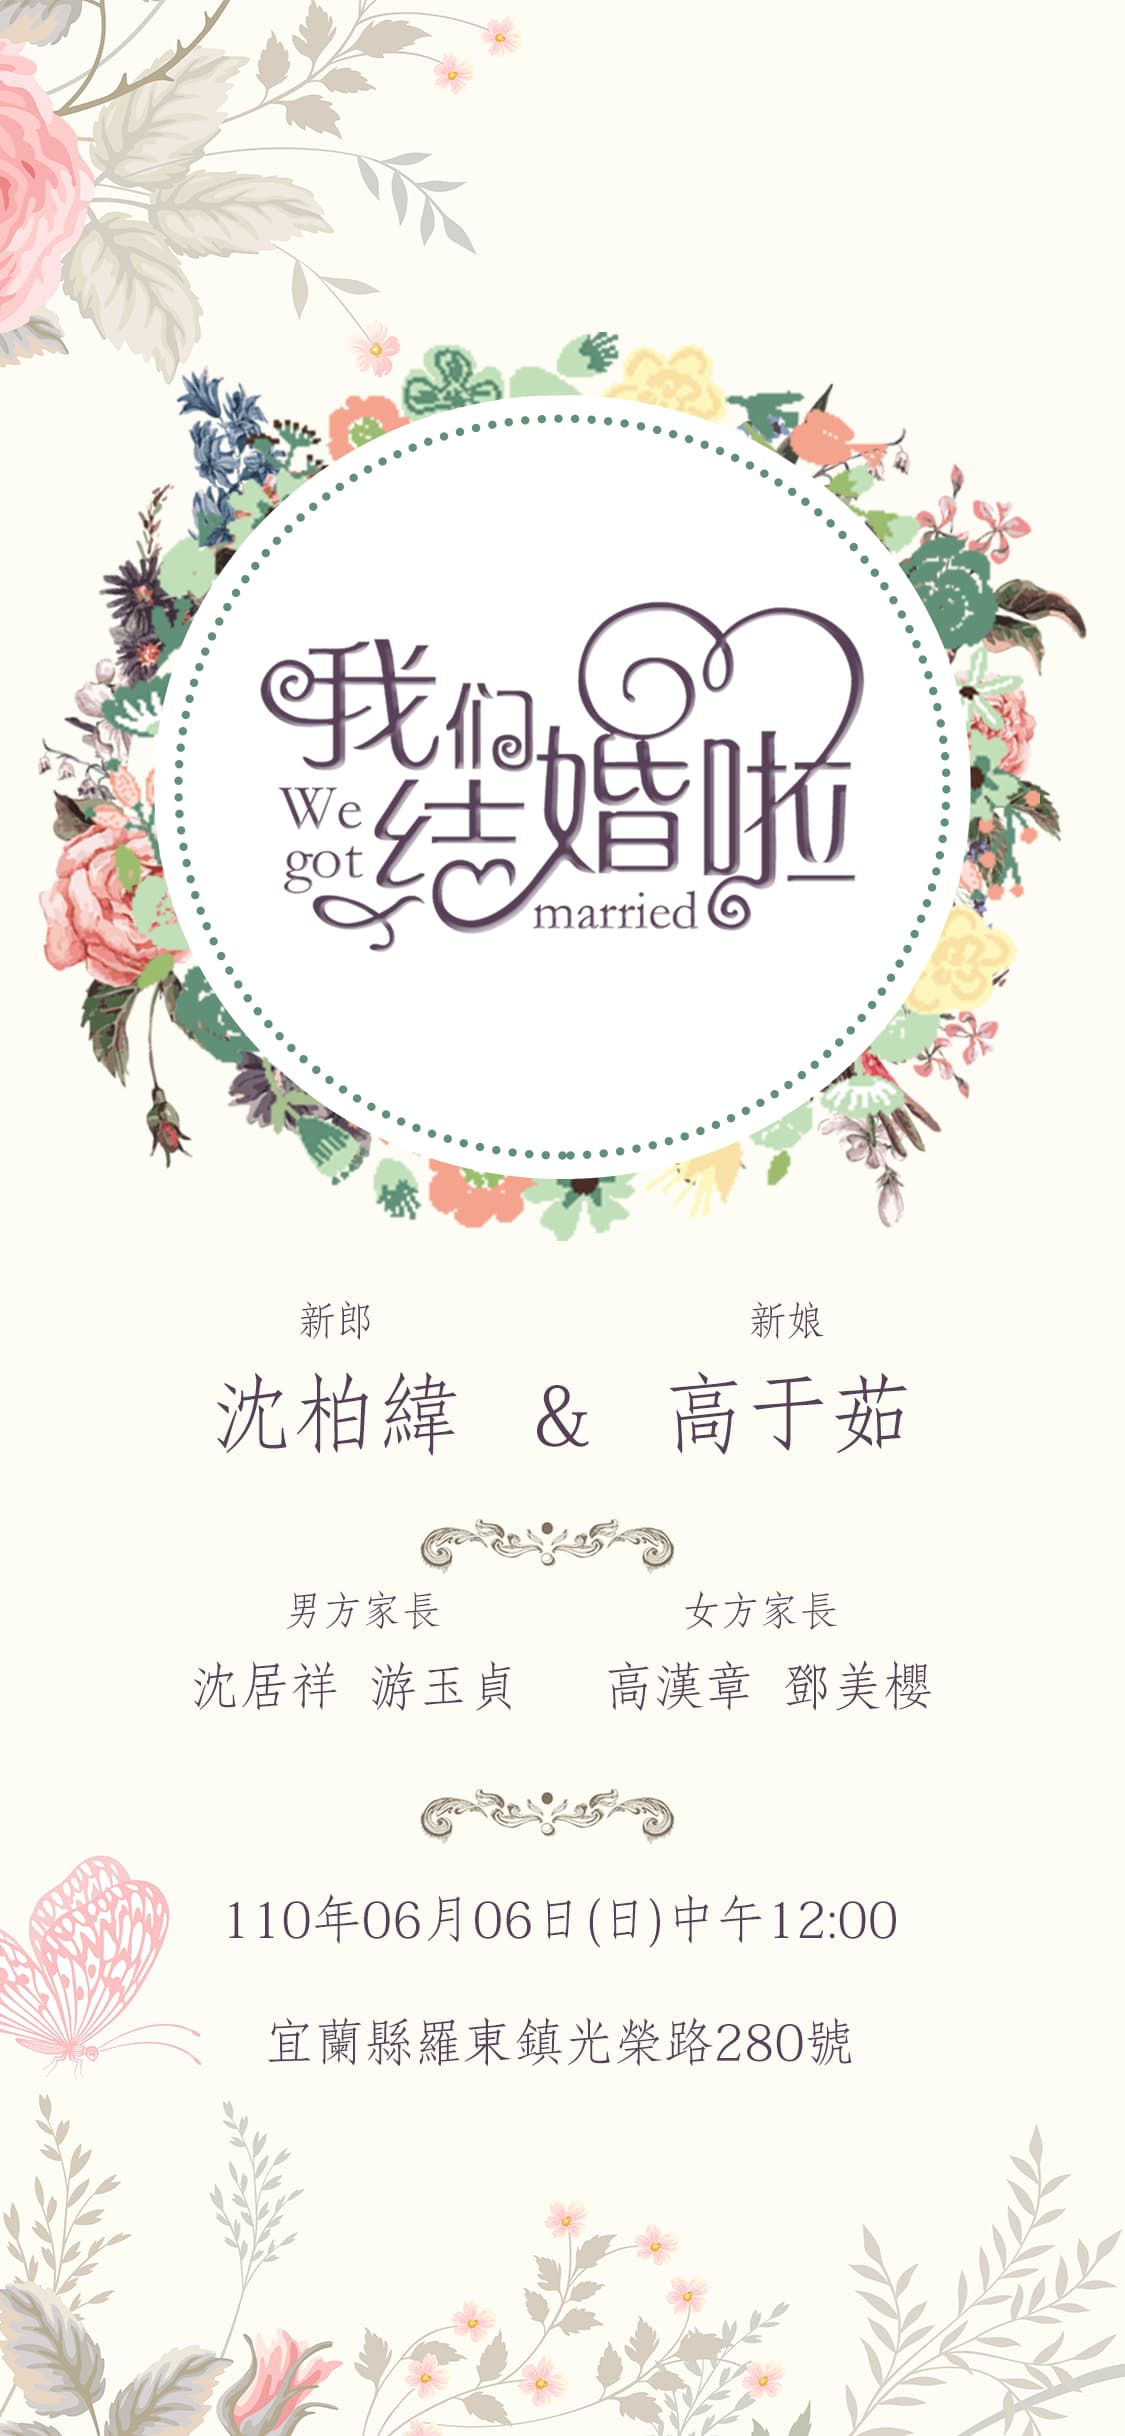 我们
We 结婚啦
got
married
新郎 新娘
沈柏緯 & 高于茹
男方家長 女方家長
沈居祥 游玉貞 高漢章 鄧美櫻
110年06月06日(日)中午12:00
宜蘭縣羅東鎮光榮路280號